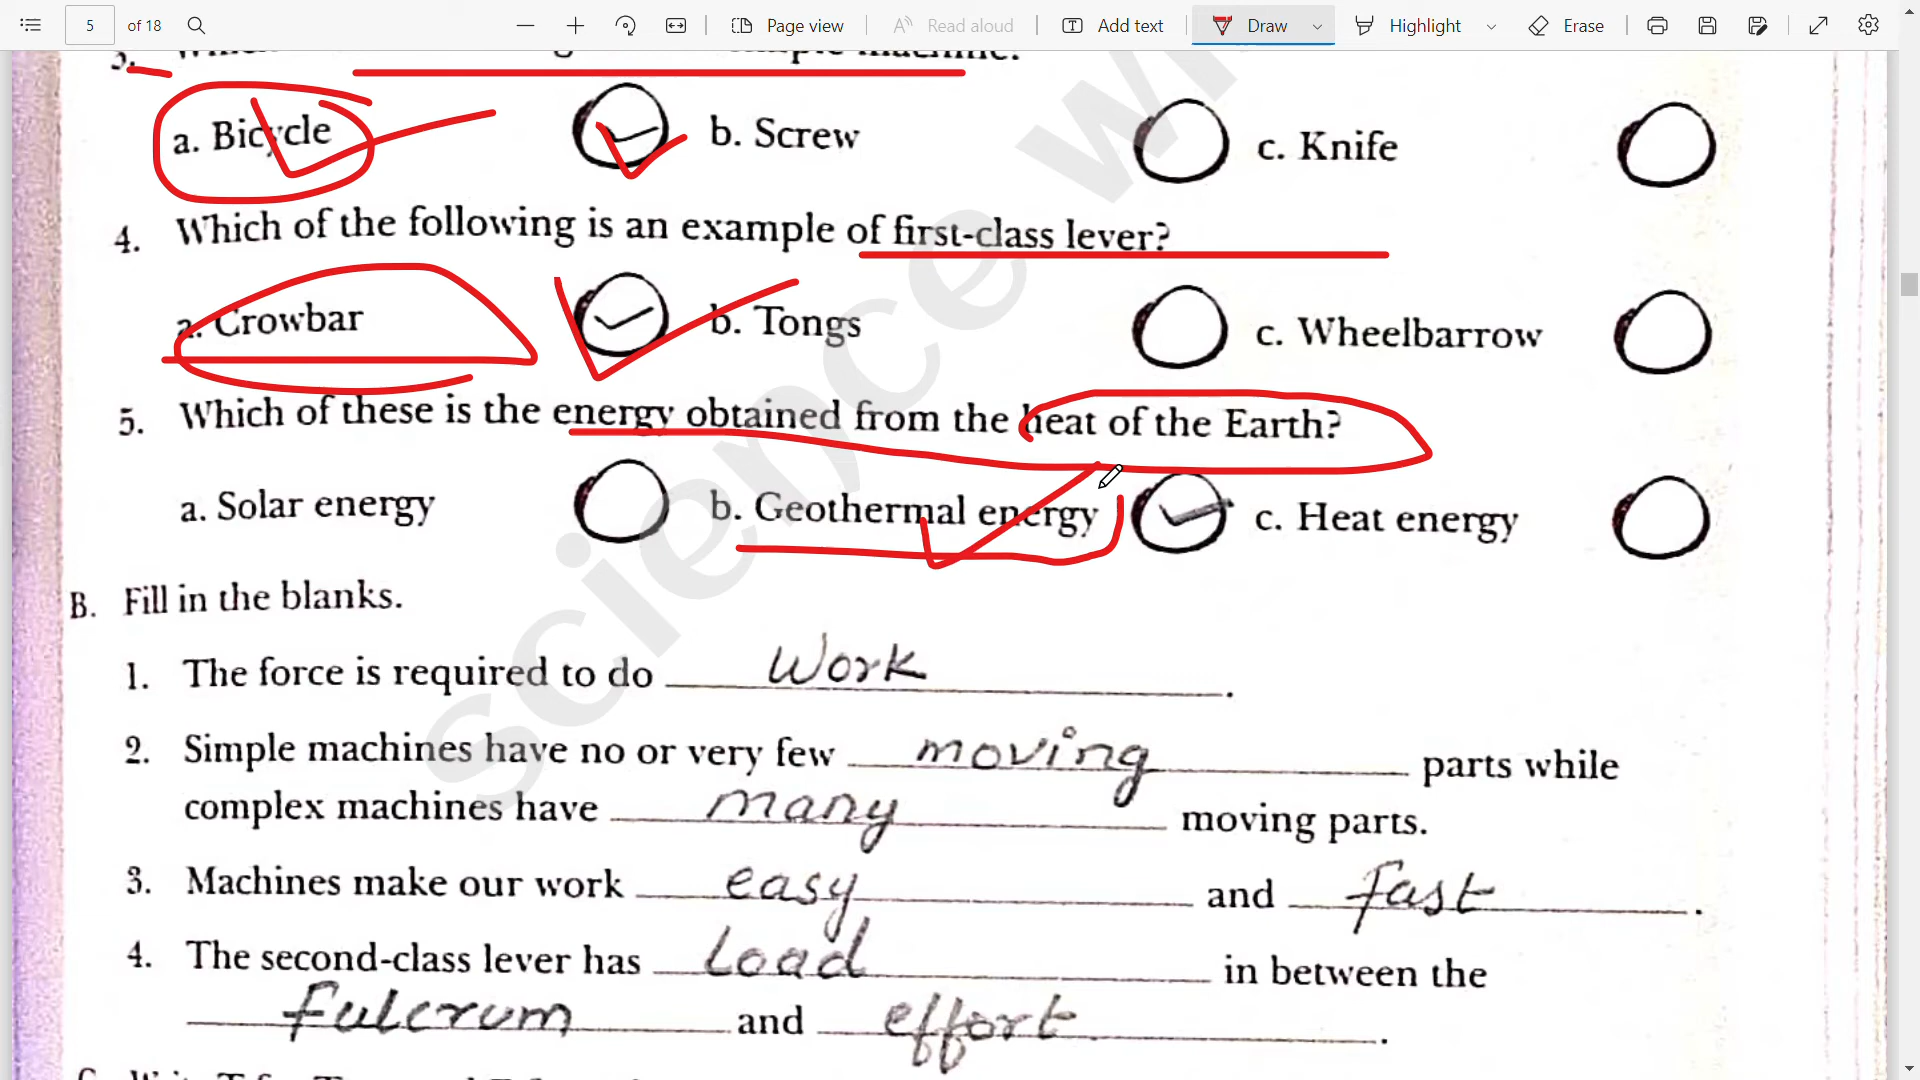 5 of 18 Page view Read aloud Add text Draw Highlight Erase
3.
a. Bicycle b. Screw c. Knife
4. Which of the following is an example of first-class lever?
a. Crowbar b. Tongs c. Wheelbarrow
5. Which of these is the energy obtained from the heat of the Earth?
a. Solar energy b. Geothermal energy c. Heat energy
B. Fill in the blanks.
1. The force is required to do Work .
2. Simple machines have no or very few moving parts while
complex machines have many moving parts.
3. Machines make our work easy and fast .
4. The second-class lever has Load in between the
fulcrum and effort .
science